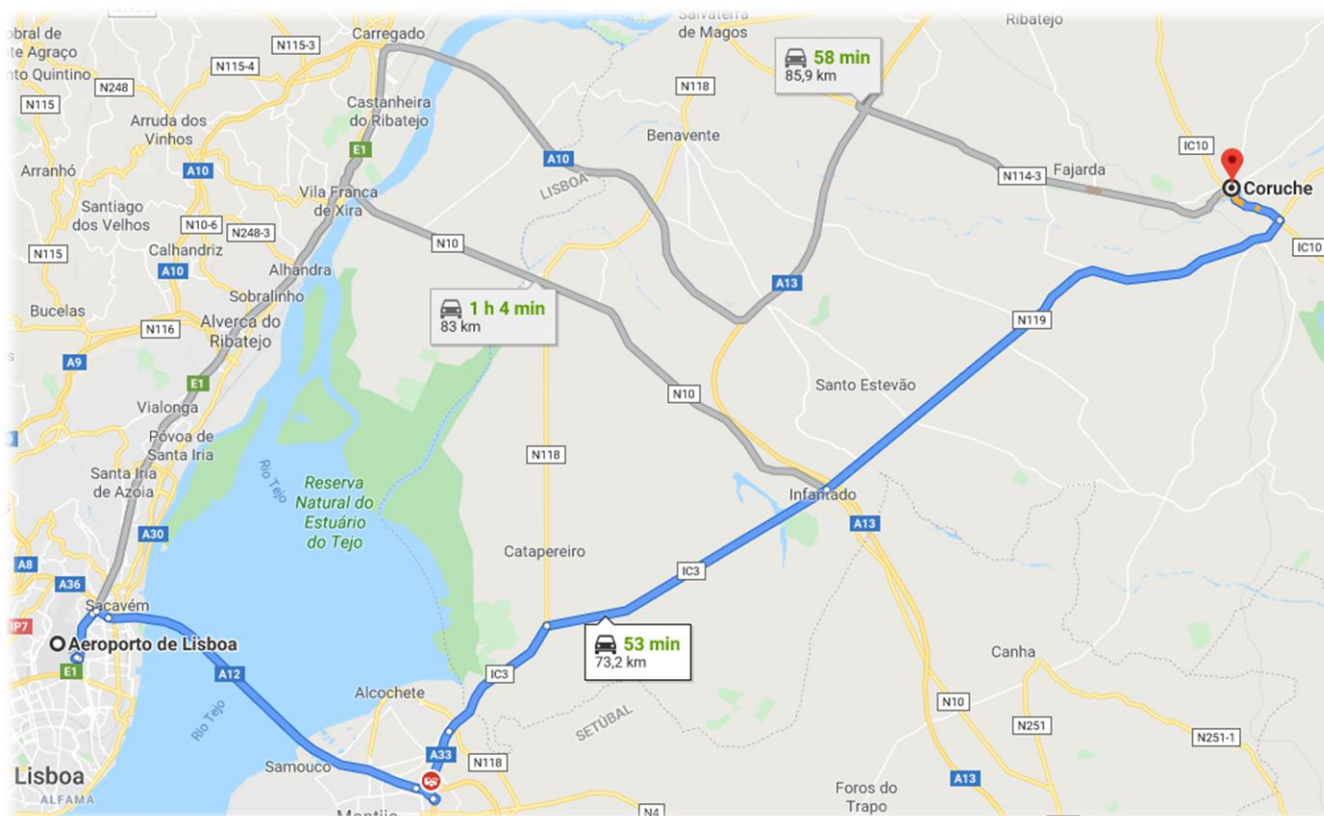 obral de
nte Agraço
nto Quintino
N115-3
N115-4
Carregado
Salvaterra
de Magos
Ribatejo
58 min
85,9 km
N248
N115
Arruda dos
Vinhos
Castanheira
do Ribatejo
N118
Benavente
E1
A10
LISBOA
IC10
Arranhó
A10
Vila Franca
de Xira
N114-3
Fajarda
Coruche
Santiago
dos Velhos
N10-6
N248-3
N10
IC10
N115
Calhandriz
A10
Alhandra
A13
Sobralinho
1 h 4 min
83 km
Bucelas
N116
Alverca do
Ribatejo
N119
A9
E1
Santo Estevão
N10
Vialonga
Póvoa de
Santa Iria
Santa Iria
de Azoia
Rio Tejo
Reserva
Natural do
Estuário
do Tejo
N118
Infantado
A30
A13
Catapereiro
A8
A36
IC3
Sacavém
IP7
Aeroporto de Lisboa
E1
53 min
73,2 km
A12
IC3
Canha
Alcochete
Rio Tejo
SETÚBAL
N10
N251
N251-1
A33
N118
Samouco
Lisboa
ALFAMA
A13
Foros do
Trapo
Montijo
N4